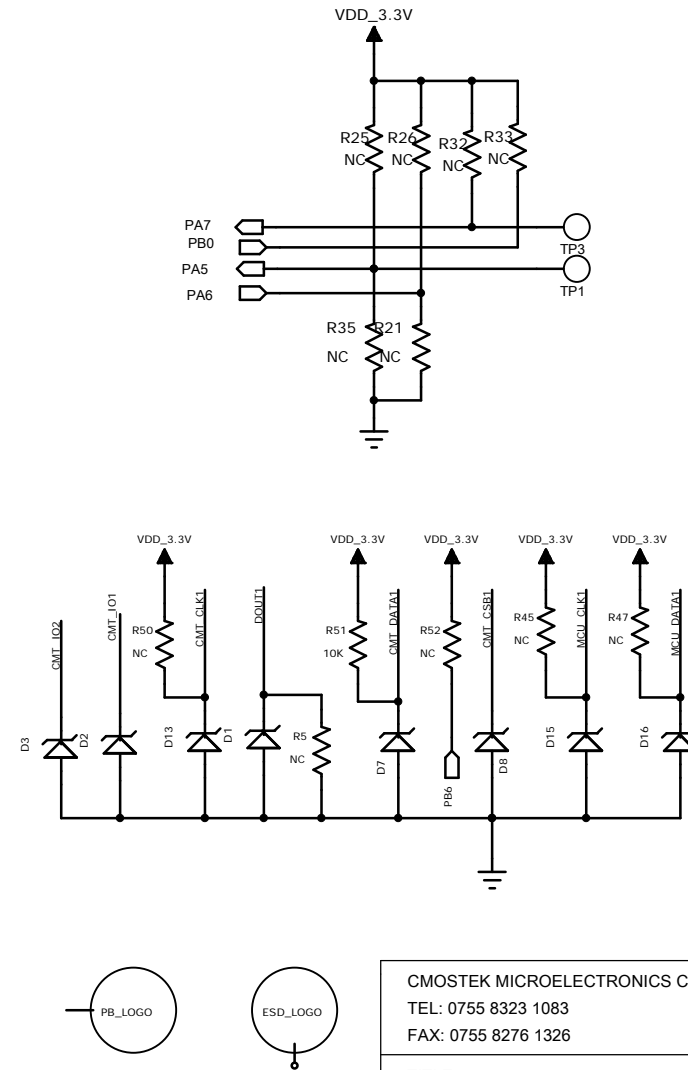 VDD_3.3V
R25 R26 R32 R33
NC NC NC NC
PA7
PB0
TP3
PA5
PA6
TP1
R35 R21
NC NC
VDD_3.3V VDD_3.3V VDD_3.3V VDD_3.3V VDD_3.3V
CMT_IO2
CMT_IO1
R50
NC
CMT_CLK1
DOUT1
R51
10K
CMT_DATA1
R52
NC
CMT_CSB1
R45
NC
MCU_CLK1
R47
NC
MCU_DATA1
D3
D2
D13
D1
R5
NC
D7
PB6
D8
D15
D16
PB_LOGO
ESD_LOGO
CMOSTEK MICROELECTRONICS C
TEL: 0755 8323 1083
FAX: 0755 8276 1326